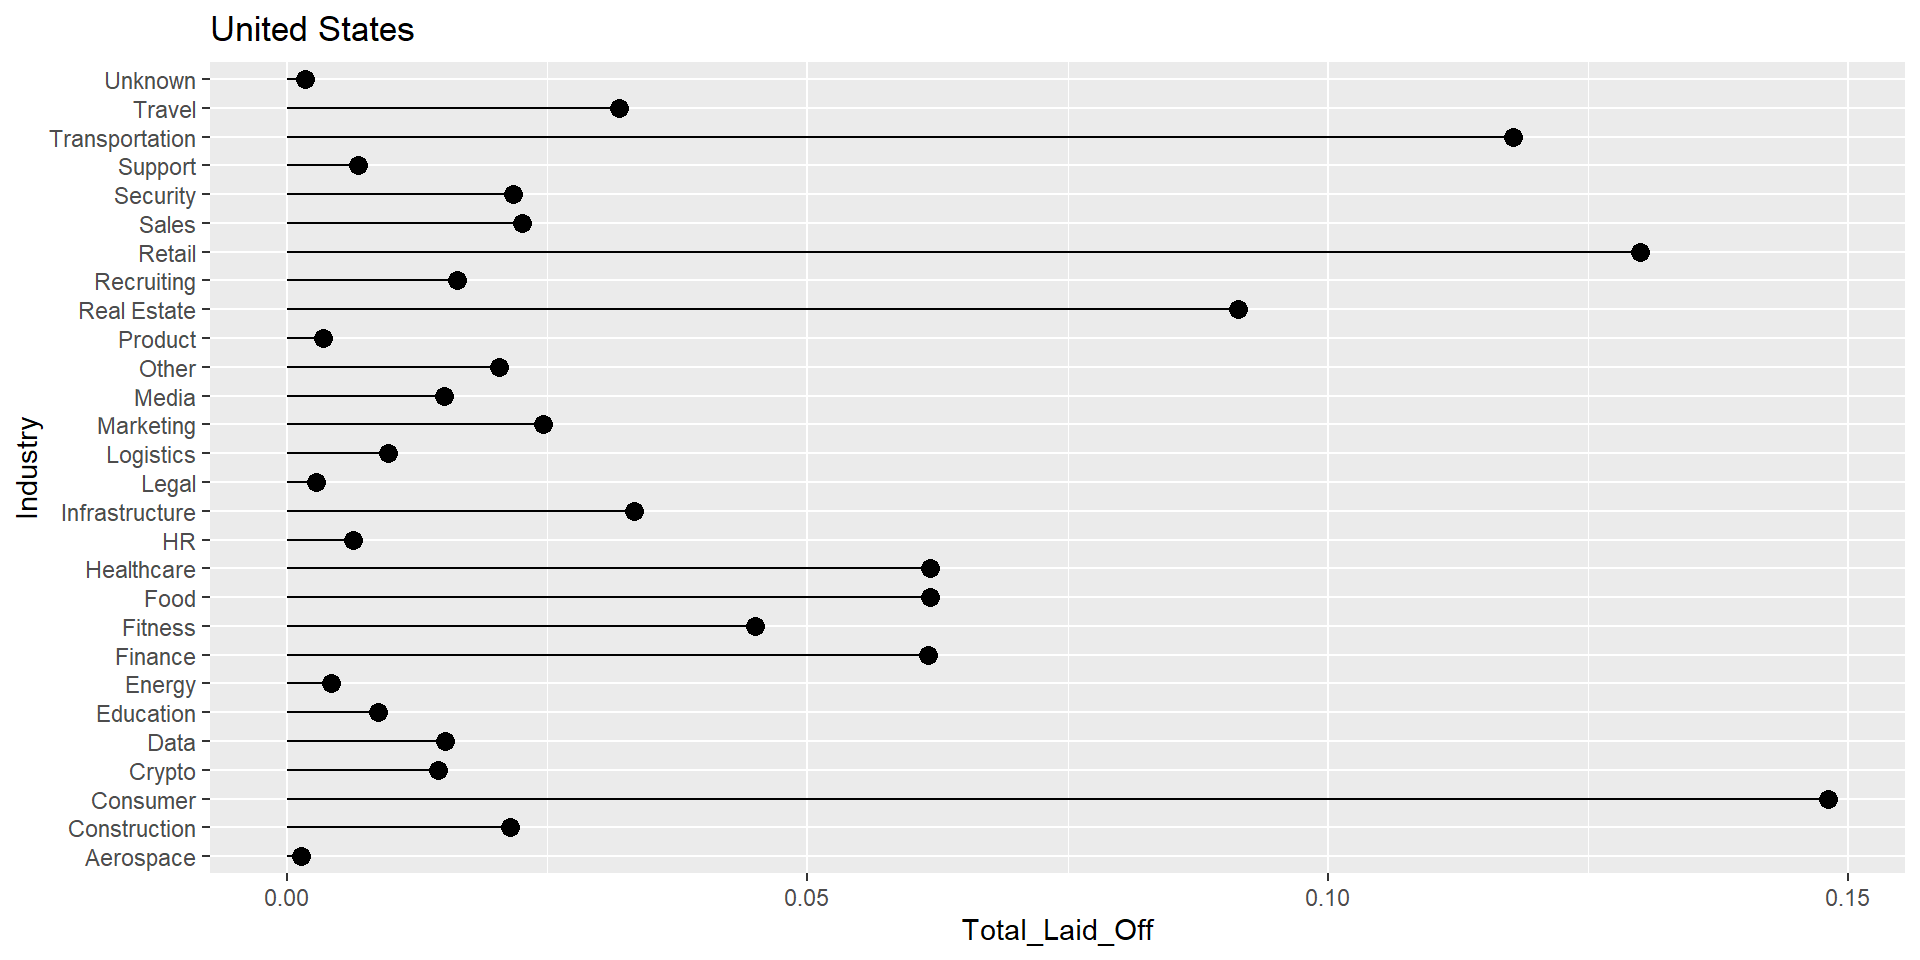 United States
Industry
Unknown
Travel
Transportation
Support
Security
Sales
Retail
Recruiting
Real Estate
Product
Other
Media
Marketing
Logistics
Legal
Infrastructure
HR
Healthcare
Food
Fitness
Finance
Energy
Education
Data
Crypto
Consumer
Construction
Aerospace
0.00 0.05 0.10 0.15
Total_Laid_Off